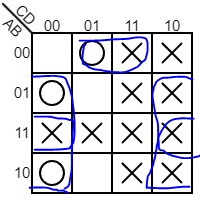 CD
AB
00 01 11 10
00 O X X
01 O X X
11 X X X X
10 O X X